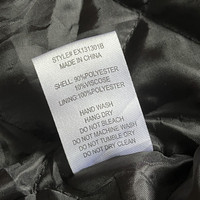 STYLE# EX131301B
MADE IN CHINA
SHELL: 90%POLYESTER
10%VISCOSE
LINING: 100%POLYESTER
HAND WASH
HANG DRY
DO NOT BLEACH
DO NOT MACHINE WASH
DO NOT TUMBLE DRY
DO NOT DRY CLEAN